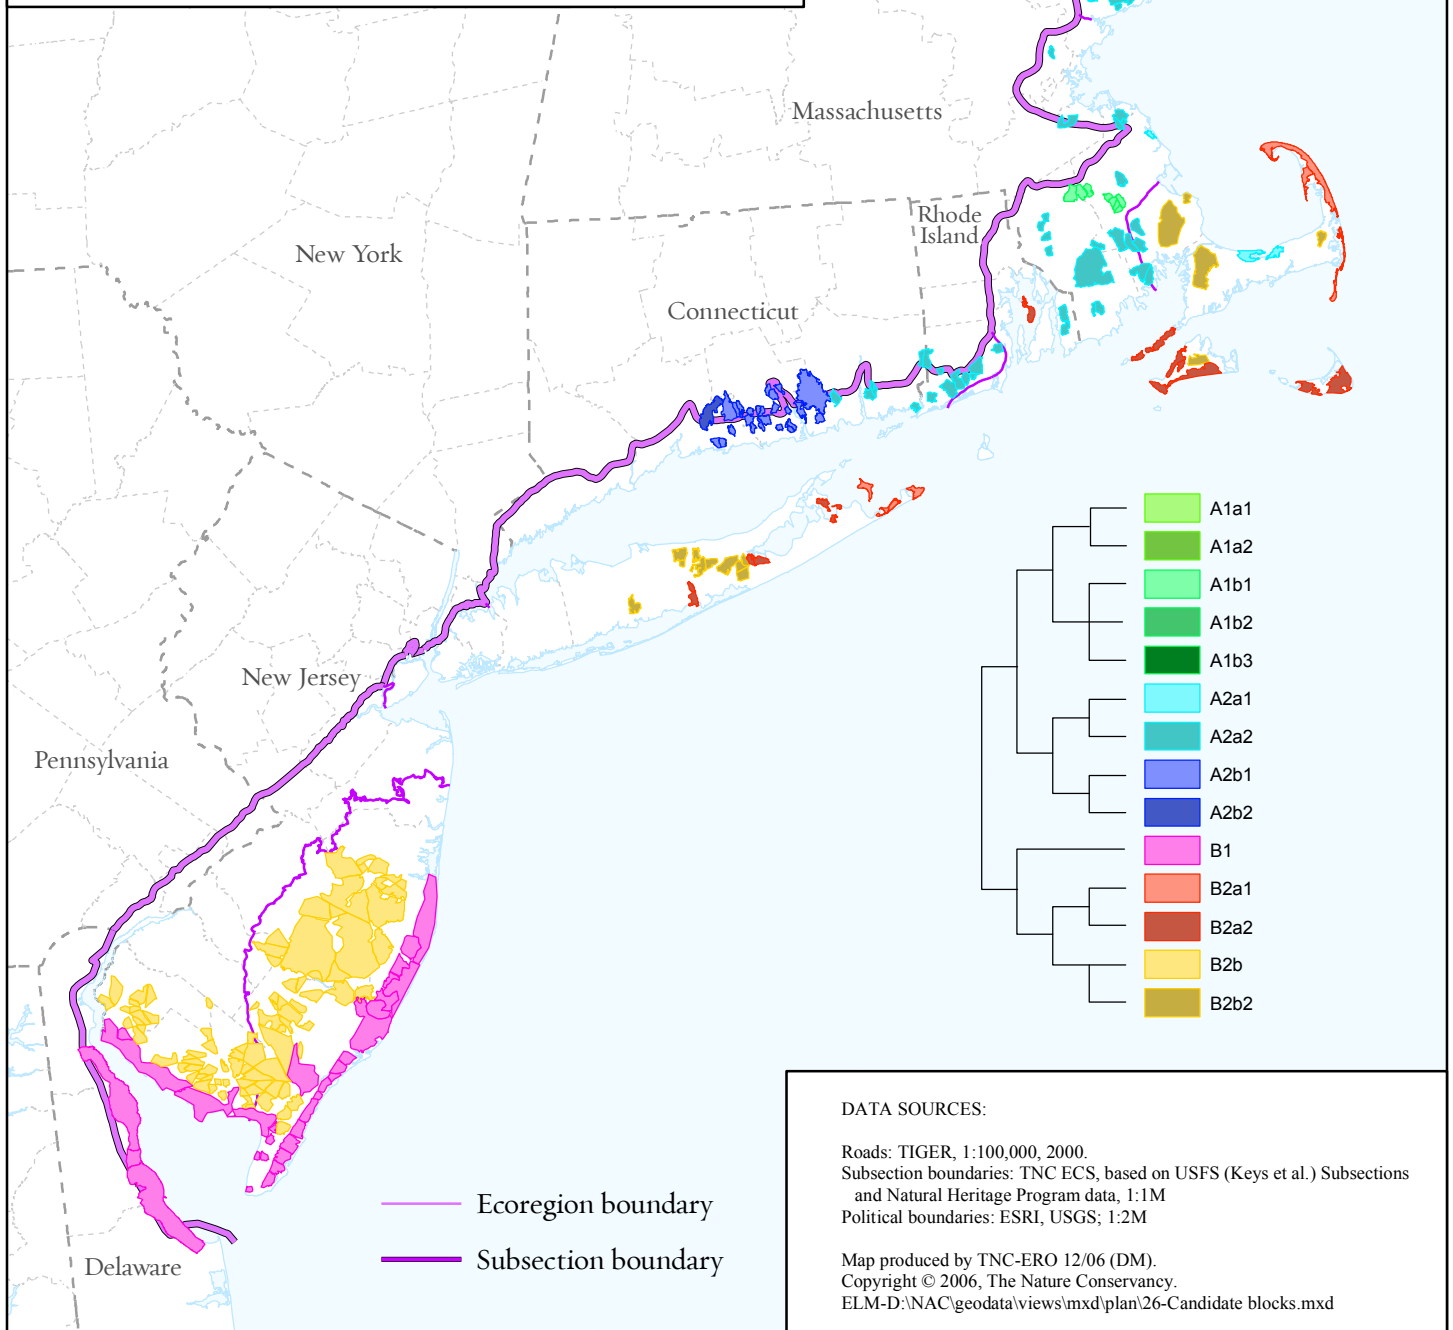 Massachusetts
Rhode
Island
New York
Connecticut
New Jersey
Pennsylvania
Delaware
A1a1
A1a2
A1b1
A1b2
A1b3
A2a1
A2a2
A2b1
A2b2
B1
B2a1
B2a2
B2b
B2b2
Ecoregion boundary
Subsection boundary
DATA SOURCES:
Roads: TIGER, 1:100,000, 2000.
Subsection boundaries: TNC ECS, based on USFS (Keys et al.) Subsections
and Natural Heritage Program data, 1:1M
Political boundaries: ESRI, USGS; 1:2M
Map produced by TNC-ERO 12/06 (DM).
Copyright © 2006, The Nature Conservancy.
ELM-D:\NAC\geodata\views\mxd\plan\26-Candidate blocks.mxd